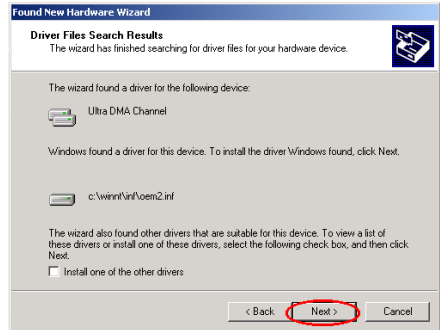 Found New Hardware Wizard
Driver Files Search Results
The wizard has finished searching for driver files for your hardware device.
The wizard found a driver for the following device:
Ultra DMA Channel
Windows found a driver for this device. To install the driver Windows found, click Next.
c:\winnt\inf\oem2.inf
The wizard also found other drivers that are suitable for this device. To view a list of
these drivers or install one of these drivers, select the following check box, and then click
Next.
Install one of the other drivers
< Back Next > Cancel